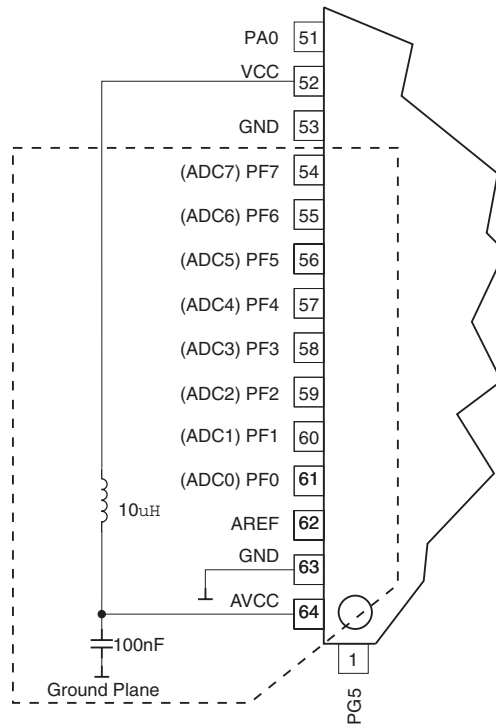 PA0 51
VCC 52
GND 53
(ADC7) PF7 54
(ADC6) PF6 55
(ADC5) PF5 56
(ADC4) PF4 57
(ADC3) PF3 58
(ADC2) PF2 59
(ADC1) PF1 60
(ADC0) PF0 61
10uH
AREF 62
GND 63
AVCC 64
100nF
Ground Plane
1
PG5